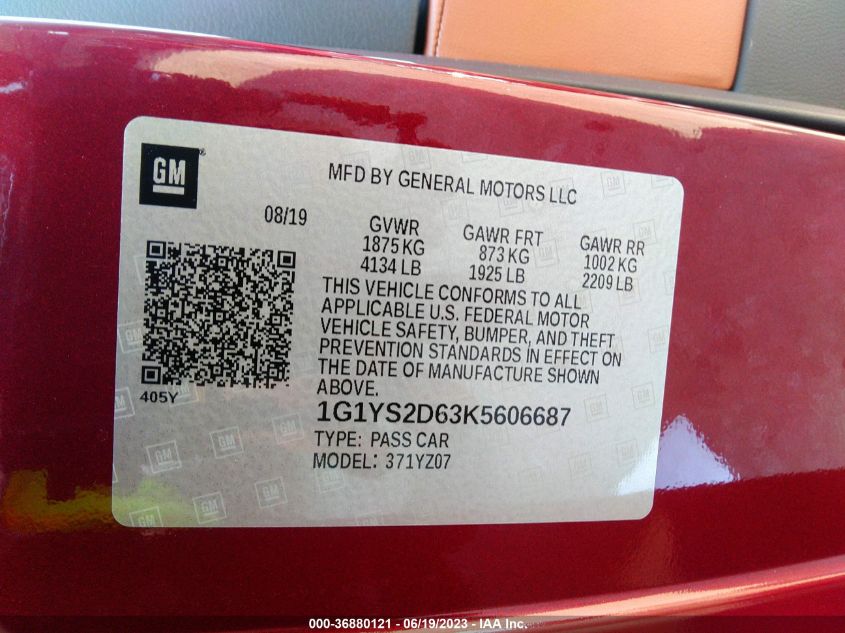 GM
MFD BY GENERAL MOTORS LLC
08/19
GVWR
1875 KG
4134 LB
GAWR FRT
873 KG
1925 LB
GAWR RR
1002 KG
2209 LB
THIS VEHICLE CONFORMS TO ALL
APPLICABLE U.S. FEDERAL MOTOR
VEHICLE SAFETY, BUMPER, AND THEFT
PREVENTION STANDARDS IN EFFECT ON
THE DATE OF MANUFACTURE SHOWN
ABOVE.
405Y
1G1YS2D63K5606687
TYPE: PASS CAR
MODEL: 371YZ07
000-36880121 - 06/19/2023 - IAA Inc.